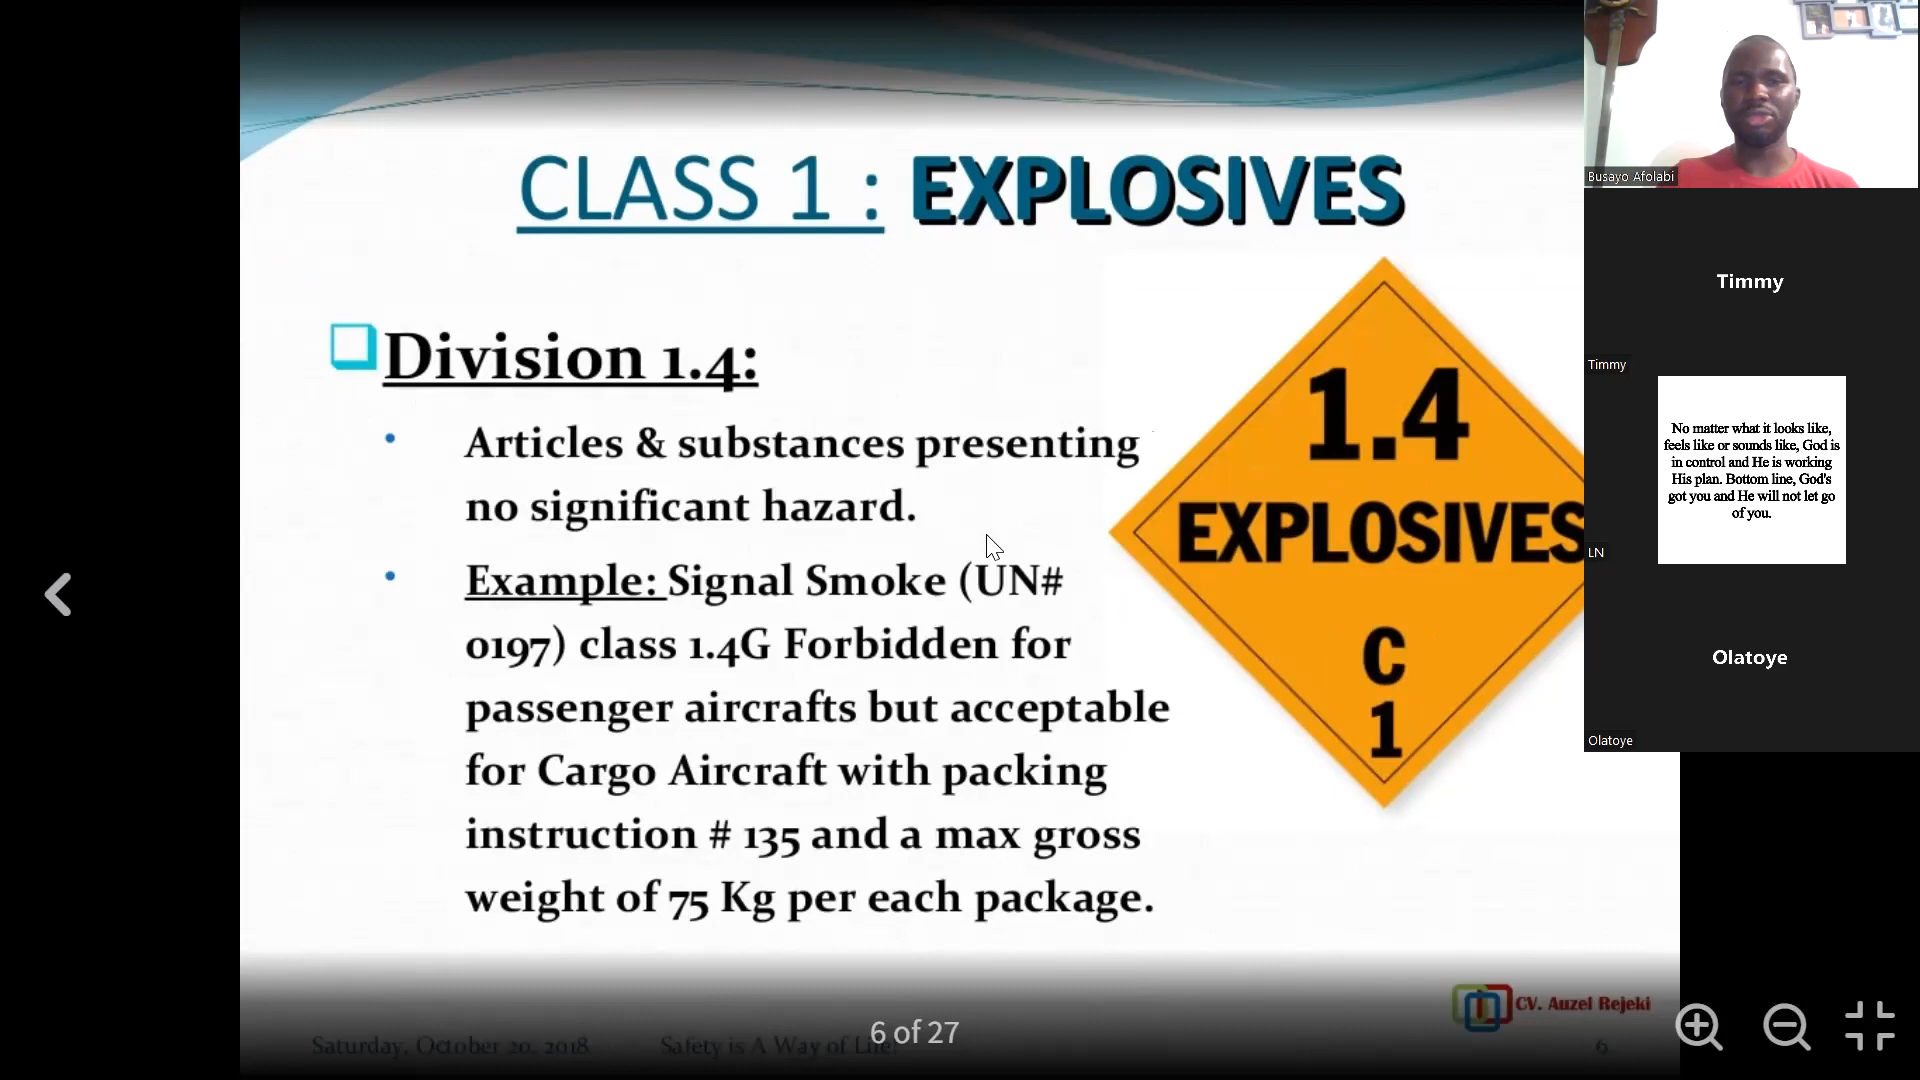 CLASS 1 : EXPLOSIVES
Division 1.4:
Articles & substances presenting
no significant hazard.
Example: Signal Smoke (UN#
0197) class 1.4G Forbidden for
passenger aircrafts but acceptable
for Cargo Aircraft with packing
instruction # 135 and a max gross
weight of 75 Kg per each package.
1.4
EXPLOSIVES
C
1
Busayo Afolabi
Timmy
Timmy
No matter what it looks like,
feels like or sounds like, God is
in control and He is working
His plan. Bottom line, God's
got you and He will not let go
of you.
LN
Olatoye
Olatoye
CV. Auzel Rejeki
6 of 27
Saturday, October 20, 2018
Safety is A Way of Life!
6